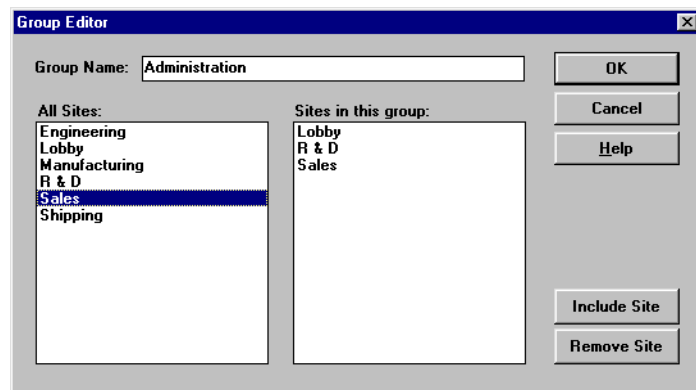 Group Editor
Group Name: Administration
OK
Cancel
Help
All Sites:
Engineering
Lobby
Manufacturing
R & D
Sales
Shipping
Sites in this group:
Lobby
R & D
Sales
Include Site
Remove Site